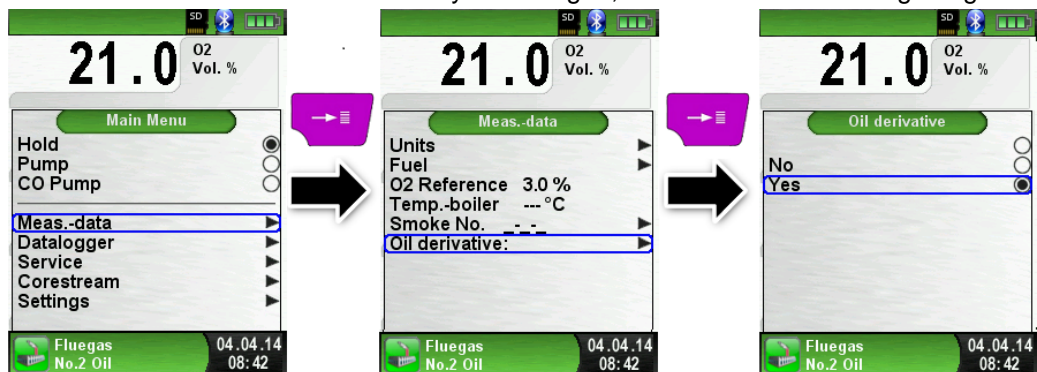 SD
21.0 O2
Vol. %
Main Menu
Hold
Pump
CO Pump
Meas.-data
Datalogger
Service
Corestream
Settings
Fluegas
No.2 Oil
04.04.14
08:42
SD
21.0 O2
Vol. %
Meas.-data
Units
Fuel
O2 Reference 3.0 %
Temp.-boiler --- °C
Smoke No. _-_-_
Oil derivative:
Fluegas
No.2 Oil
04.04.14
08:42
SD
21.0 O2
Vol. %
Oil derivative
No
Yes
Fluegas
No.2 Oil
04.04.14
08:42